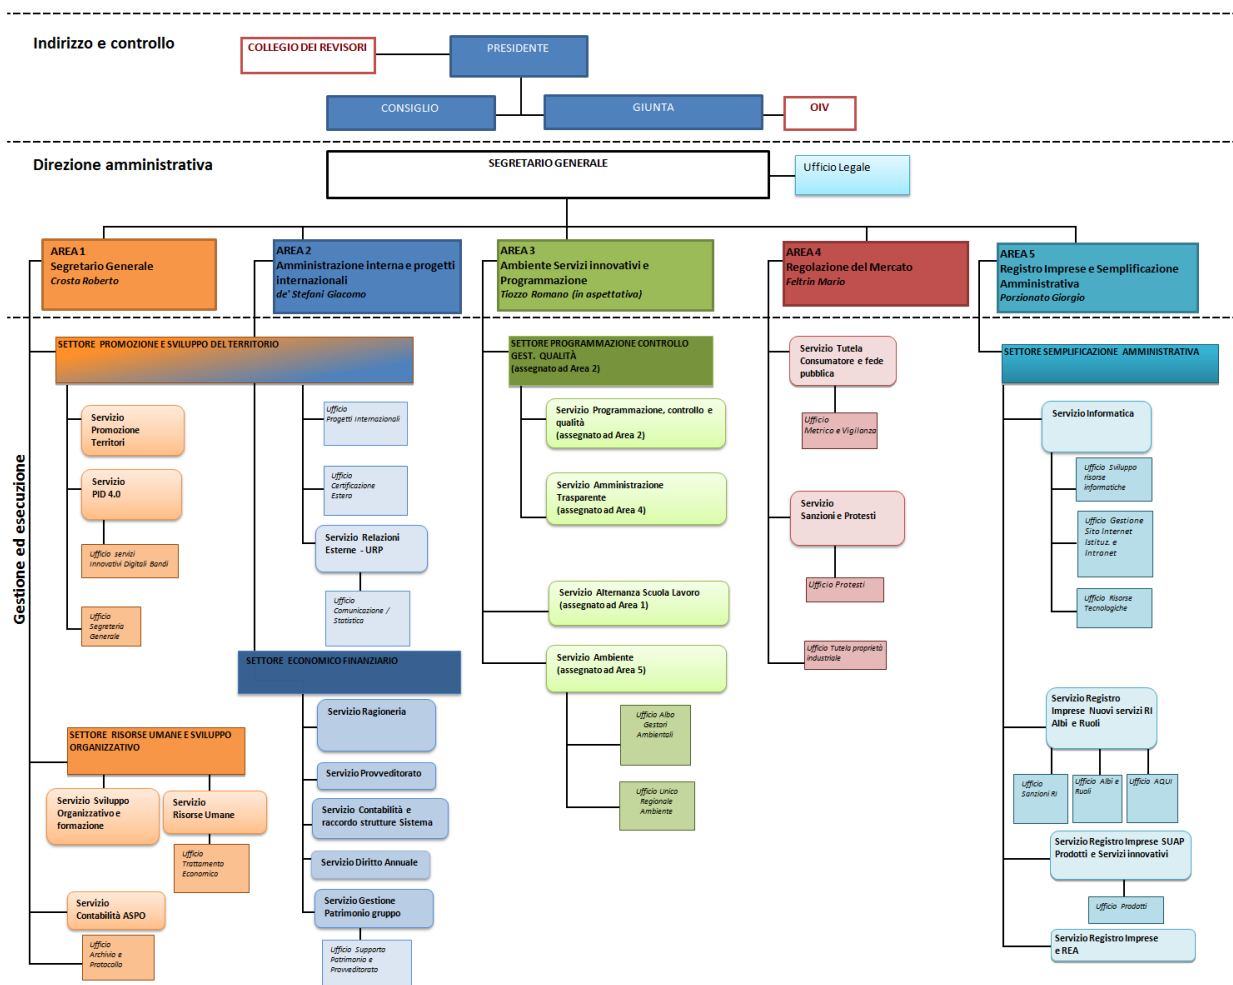 Indirizzo e controllo
COLLEGIO DEI REVISORI
PRESIDENTE
CONSIGLIO
GIUNTA
OIV
Direzione amministrativa
SEGRETARIO GENERALE
Ufficio Legale
AREA 1
Segretario Generale
Crosta Roberto
AREA 2
Amministrazione interna e progetti
internazionali
de' Stefani Giacomo
AREA 3
Ambiente Servizi innovativi e
Programmazione
Tiozzo Romano (in aspettativa)
AREA 4
Regolazione del Mercato
Feltrin Mario
AREA 5
Registro Imprese e Semplificazione
Amministrativa
Porzionato Giorgio
Gestione ed esecuzione
SETTORE PROMOZIONE E SVILUPPO DEL TERRITORIO
Servizio
Promozione
Territori
Servizio
PID 4.0
Ufficio servizi
Innovativi Digitali Bandi
Ufficio
Segreteria
Generale
SETTORE RISORSE UMANE E SVILUPPO
ORGANIZZATIVO
Servizio Sviluppo
Organizzativo e
formazione
Servizio
Risorse Umane
Ufficio
Trattamento
Economico
Servizio
Contabilità ASPO
Ufficio
Archivio e
Protocollo
Ufficio
Progetti Internazionali
Ufficio
Certificazione
Estero
Servizio Relazioni
Esterne - URP
Ufficio
Comunicazione /
Statistica
SETTORE ECONOMICO FINANZIARIO
Servizio Ragioneria
Servizio Provveditorato
Servizio Contabilità e
raccordo strutture Sistema
Servizio Diritto Annuale
Servizio Gestione
Patrimonio gruppo
Ufficio Supporto
Patrimonio e
Provveditorato
SETTORE PROGRAMMAZIONE CONTROLLO
GEST. QUALITÀ
(assegnato ad Area 2)
Servizio Programmazione, controllo e
qualità
(assegnato ad Area 2)
Servizio Amministrazione
Trasparente
(assegnato ad Area 4)
Servizio Alternanza Scuola Lavoro
(assegnato ad Area 1)
Servizio Ambiente
(assegnato ad Area 5)
Ufficio Albo
Gestori
Ambientali
Ufficio Unico
Regionale
Ambiente
Servizio Tutela
Consumatore e fede
pubblica
Ufficio
Metrico e Vigilanza
Servizio
Sanzioni e Protesti
Ufficio Protesti
Ufficio Tutela proprietà
industriale
SETTORE SEMPLIFICAZIONE AMMINISTRATIVA
Servizio Informatica
Ufficio Sviluppo
risorse
informatiche
Ufficio Gestione
Sito Internet
Istituz. e
Intranet
Ufficio Risorse
Tecnologiche
Servizio Registro
Imprese Nuovi servizi RI
Albi e Ruoli
Ufficio
Sanzioni RI
Ufficio Albi e
Ruoli
Ufficio AQUI
Servizio Registro Imprese SUAP
Prodotti e Servizi innovativi
Ufficio Prodotti
Servizio Registro Imprese
e REA